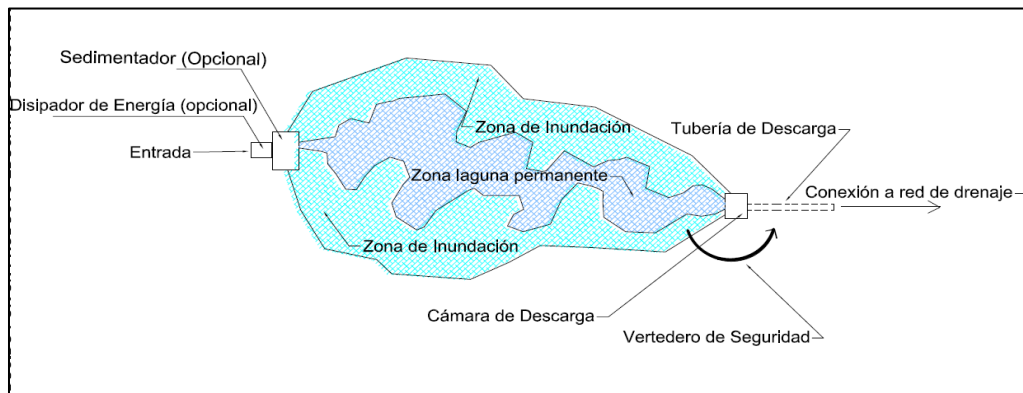 Sedimentador (Opcional)
Disipador de Energía (opcional)
Entrada
Zona de Inundación
Tubería de Descarga
Zona laguna permanente
Conexión a red de drenaje
Zona de Inundación
Cámara de Descarga
Vertedero de Seguridad